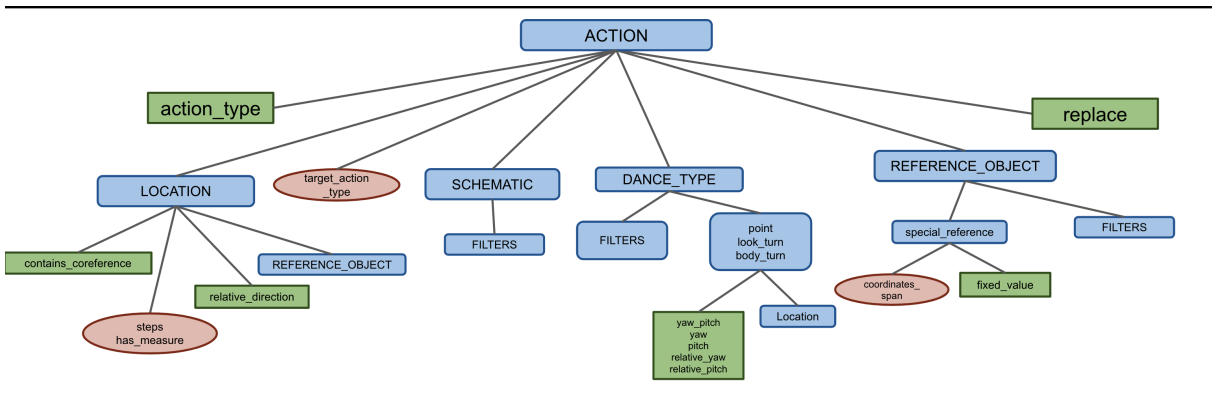 ACTION
action_type
replace
LOCATION
target_action
_type
SCHEMATIC
DANCE_TYPE
REFERENCE_OBJECT
contains_coreference
REFERENCE_OBJECT
relative_direction
steps
has_measure
FILTERS
FILTERS
point
look_turn
body_turn
special_reference
FILTERS
yaw_pitch
yaw
pitch
relative_yaw
relative_pitch
Location
coordinates_
span
fixed_value